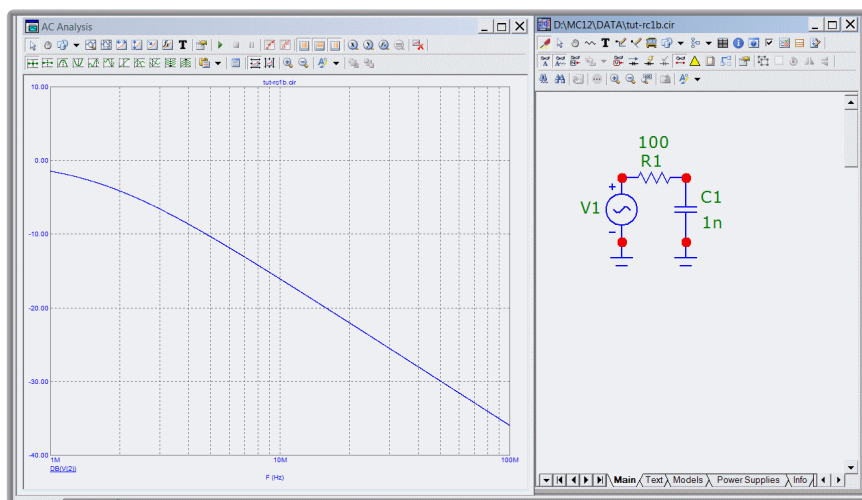 AC Analysis
T
tut-rc1b.cir
10.00
0.00
-10.00
-20.00
-30.00
-40.00
1M
10M
100M
DB(V(2))
F (Hz)
D:\MC12\DATA\tut-rc1b.cir
T
100
R1
V1
C1
1n
Main
Text
Models
Power Supplies
Info